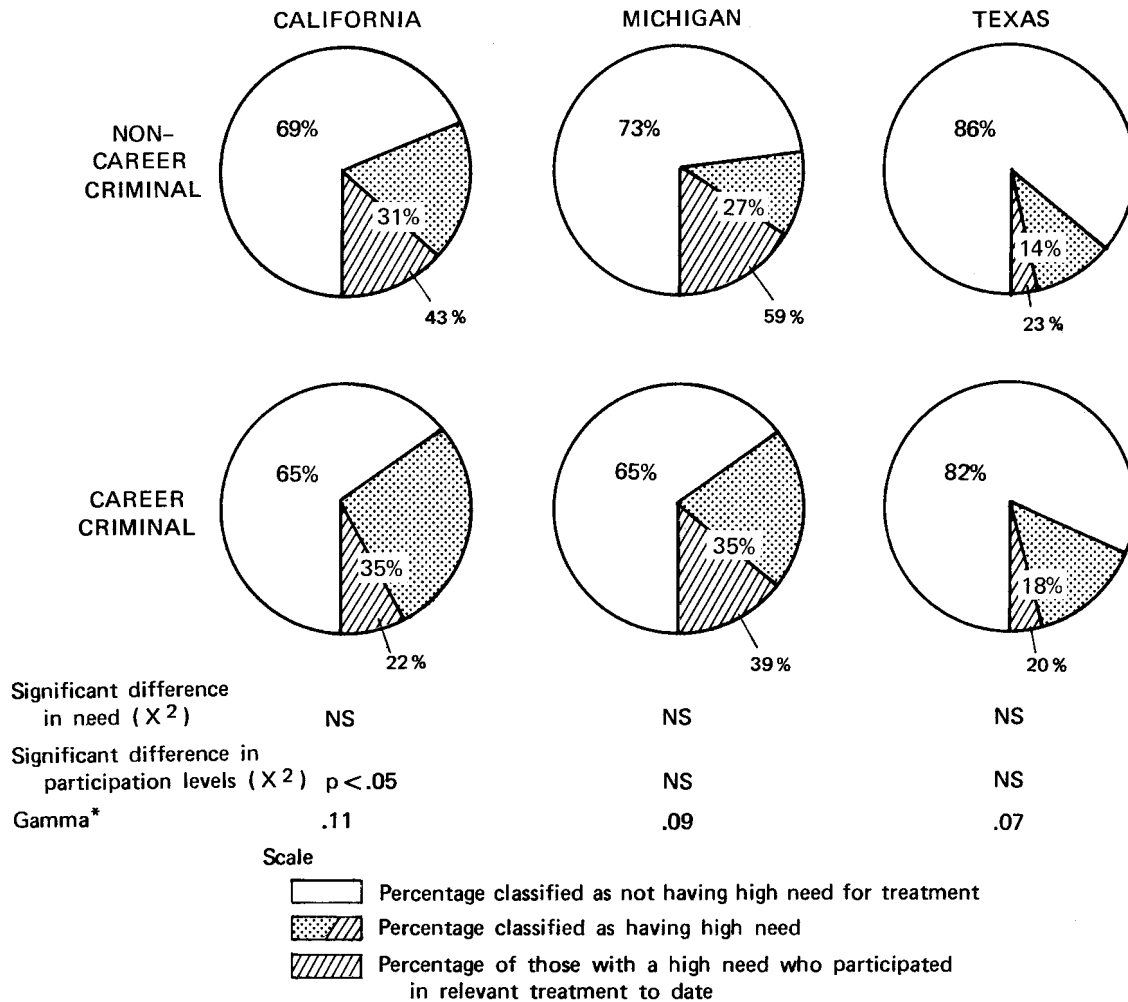 CALIFORNIA MICHIGAN TEXAS
NON-
CAREER
CRIMINAL
69% 73% 86%
31% 27% 14%
43% 59% 23%
CAREER
CRIMINAL
65% 65% 82%
35% 35% 18%
22% 39% 20%
Significant difference
in need (X²) NS NS NS
Significant difference in
participation levels (X²) p<.05 NS NS
Gamma* .11 .09 .07
Scale
Percentage classified as not having high need for treatment
Percentage classified as having high need
Percentage of those with a high need who participated
in relevant treatment to date